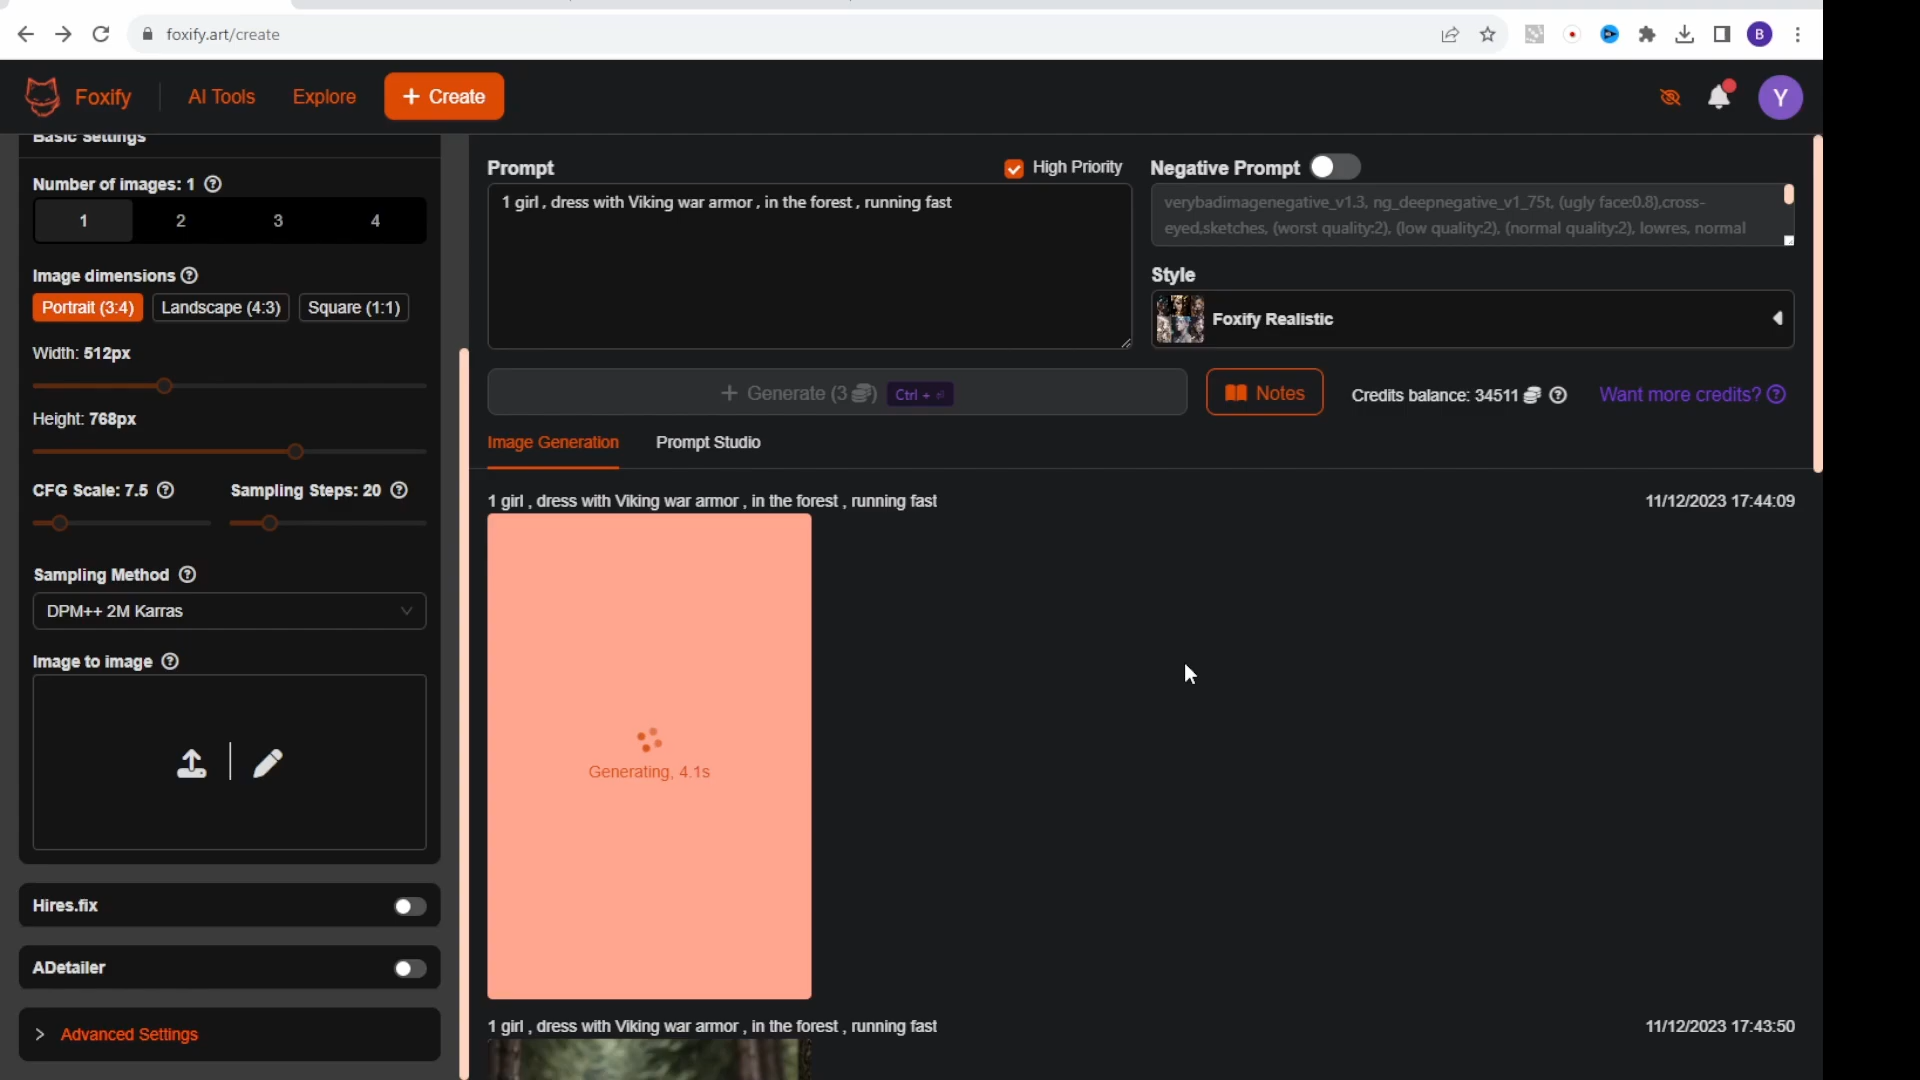 foxify.art/create
B
Foxify
AI Tools
Explore
+ Create
Y
Basic Settings
Number of images: 1
1 2 3 4
Image dimensions
Portrait (3:4) Landscape (4:3) Square (1:1)
Width: 512px
Height: 768px
CFG Scale: 7.5 Sampling Steps: 20
Sampling Method
DPM++ 2M Karras
Image to image
Hires.fix
ADetailer
> Advanced Settings
Prompt
High Priority
1 girl , dress with Viking war armor , in the forest , running fast
Negative Prompt
verybadimagenegative_v1.3, ng_deepnegative_v1_75t, (ugly face:0.8),cross-
eyed,sketches, (worst quality:2), (low quality:2), (normal quality:2), lowres, normal
Style
Foxify Realistic
+ Generate (3 ) Ctrl +
Notes
Credits balance: 34511
Want more credits?
Image Generation Prompt Studio
1 girl , dress with Viking war armor , in the forest , running fast 11/12/2023 17:44:09
Generating, 4.1s
1 girl , dress with Viking war armor , in the forest , running fast 11/12/2023 17:43:50